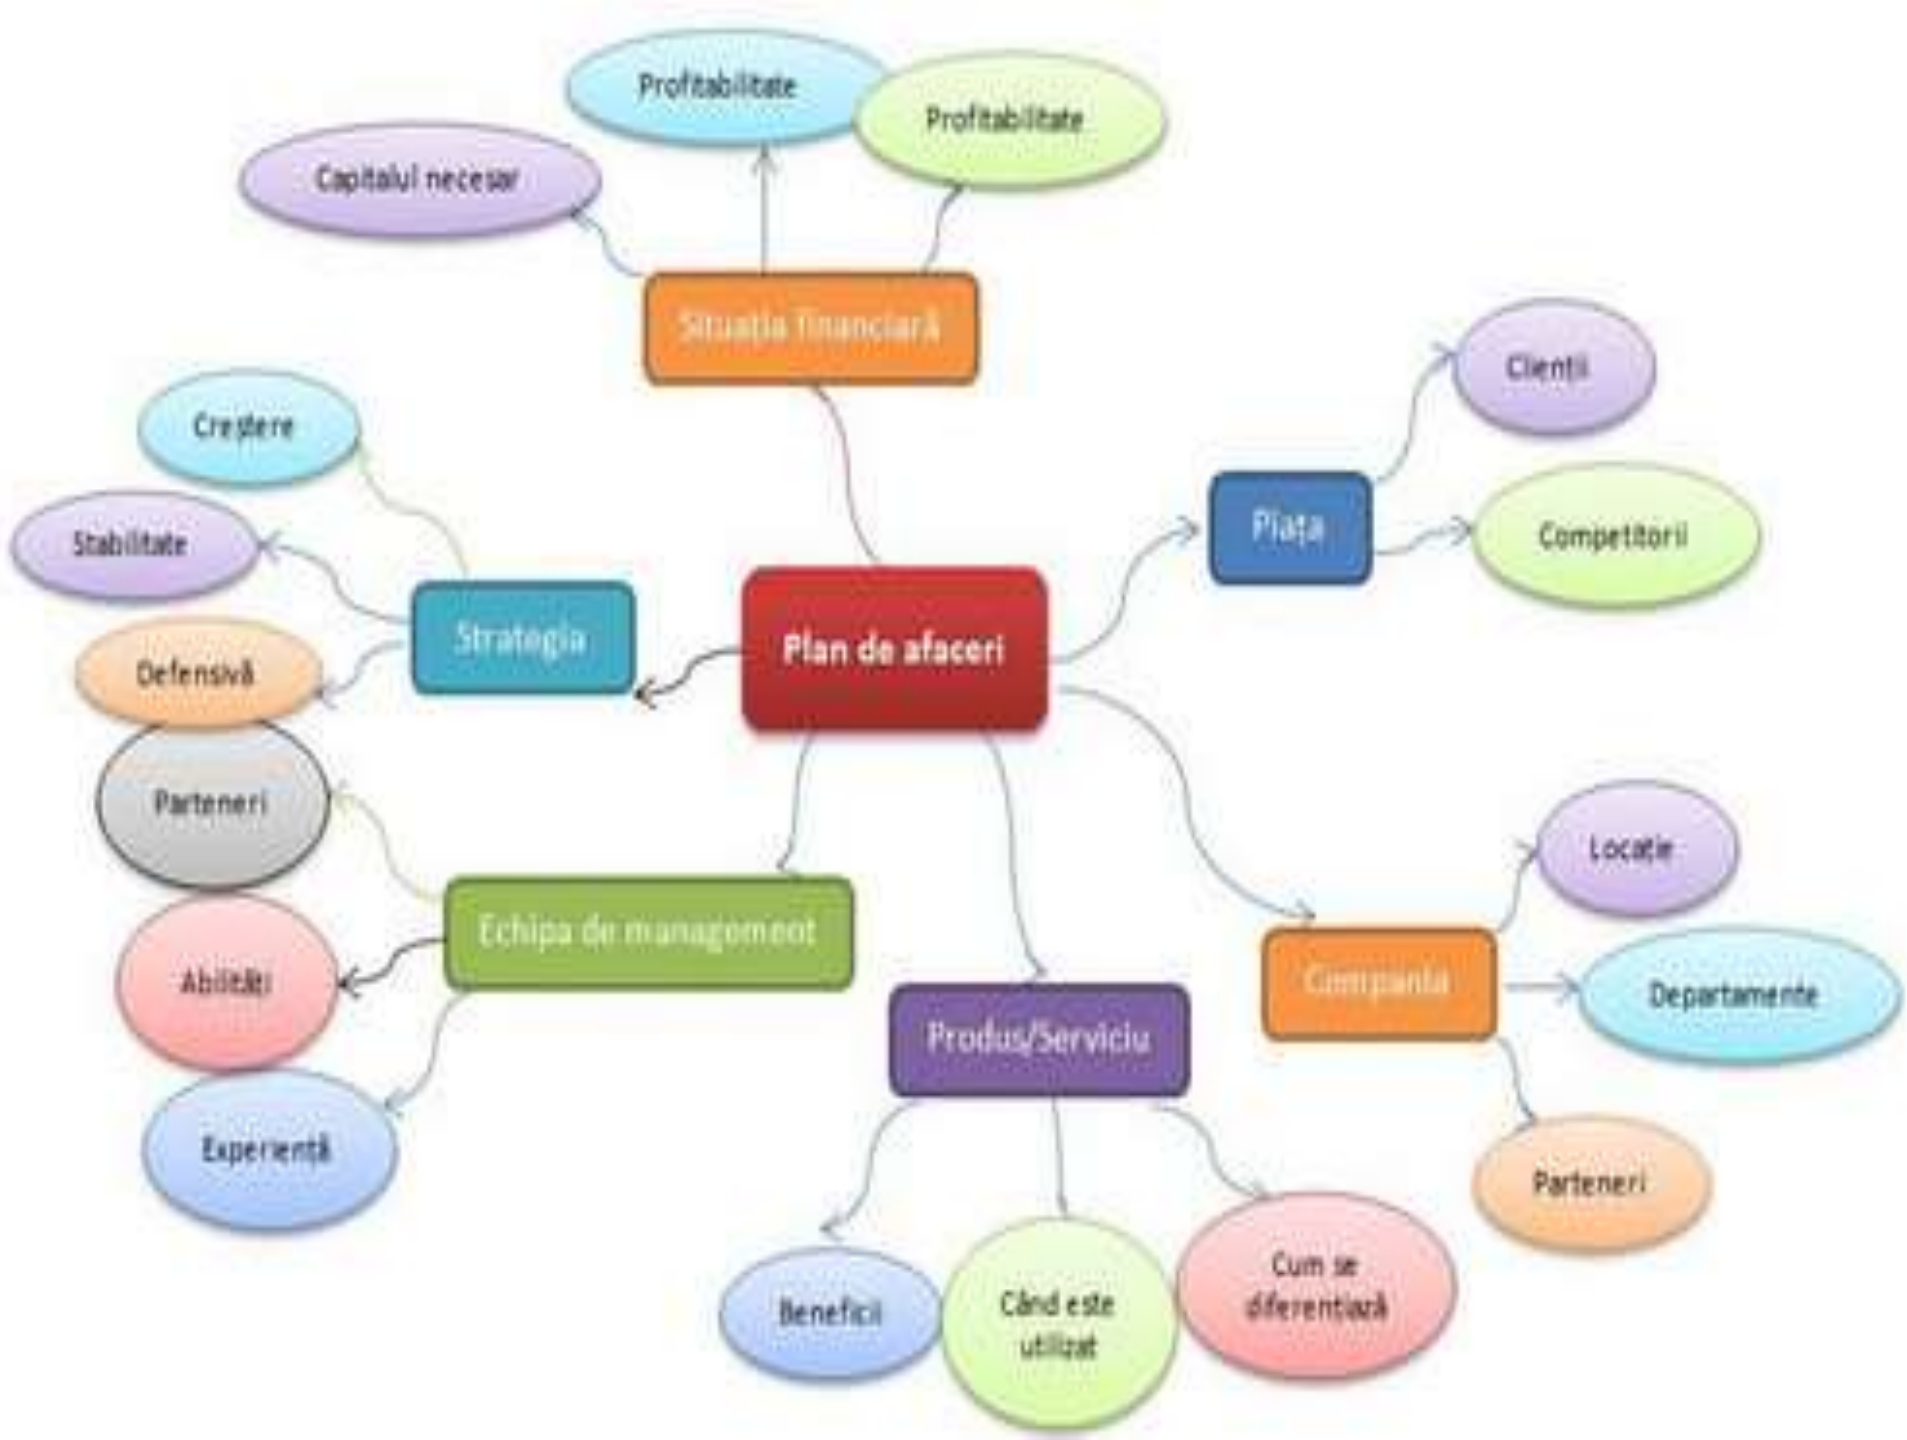 Profitabilitate
Profitabilitate
Capitalul necesar
Situația financiară
Clienții
Creștere
Piața
Competitorii
Stabilitate
Strategia
Plan de afaceri
Defensivă
Parteneri
Locație
Echipa de management
Abilități
Compania
Departamente
Produs/Serviciu
Experiență
Parteneri
Beneficii
Când este
utilizat
Cum se
diferentiază